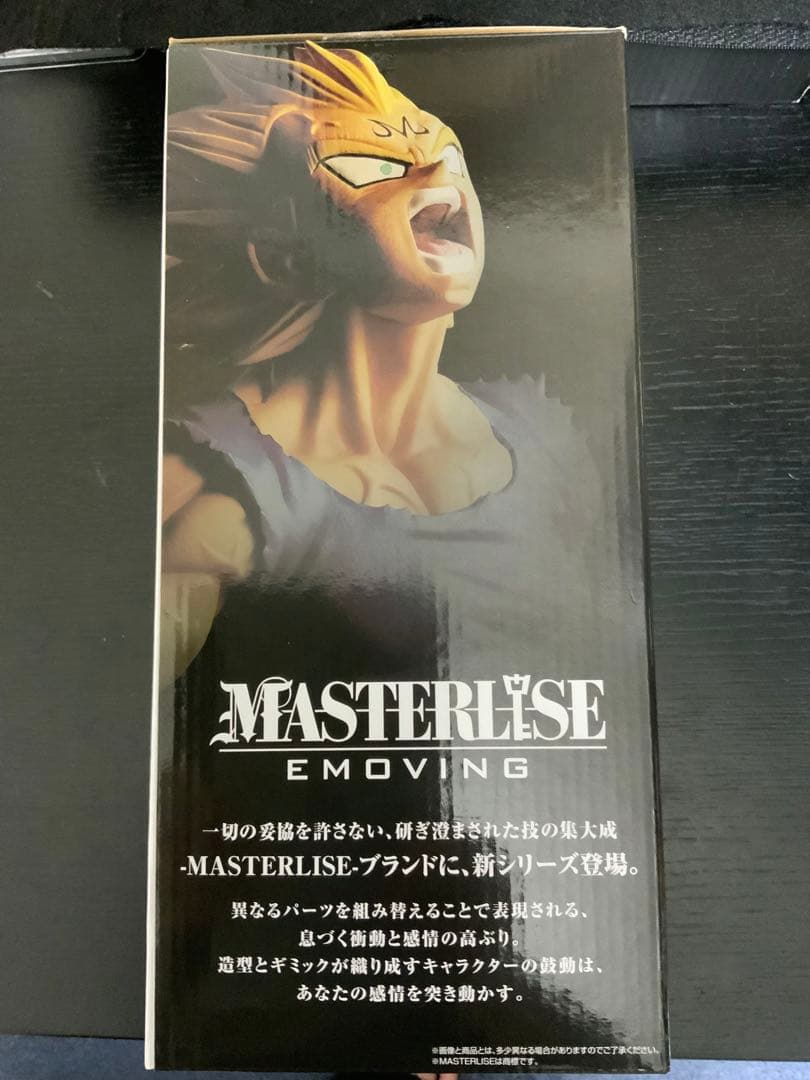 MASTERLISE
EMOVING
一切の妥協を許さない、研ぎ澄まされた技の集大成
-MASTERLISE-ブランドに、新シリーズ登場。
異なるパーツを組み替えることで表現される、
息づく衝動と感情の高ぶり。
造型とギミックが織り成すキャラクターの鼓動は、
あなたの感情を突き動かす。
※画像と商品とは、多少異なる場合がありますのでご了承ください。
※MASTERLISEは商標です。